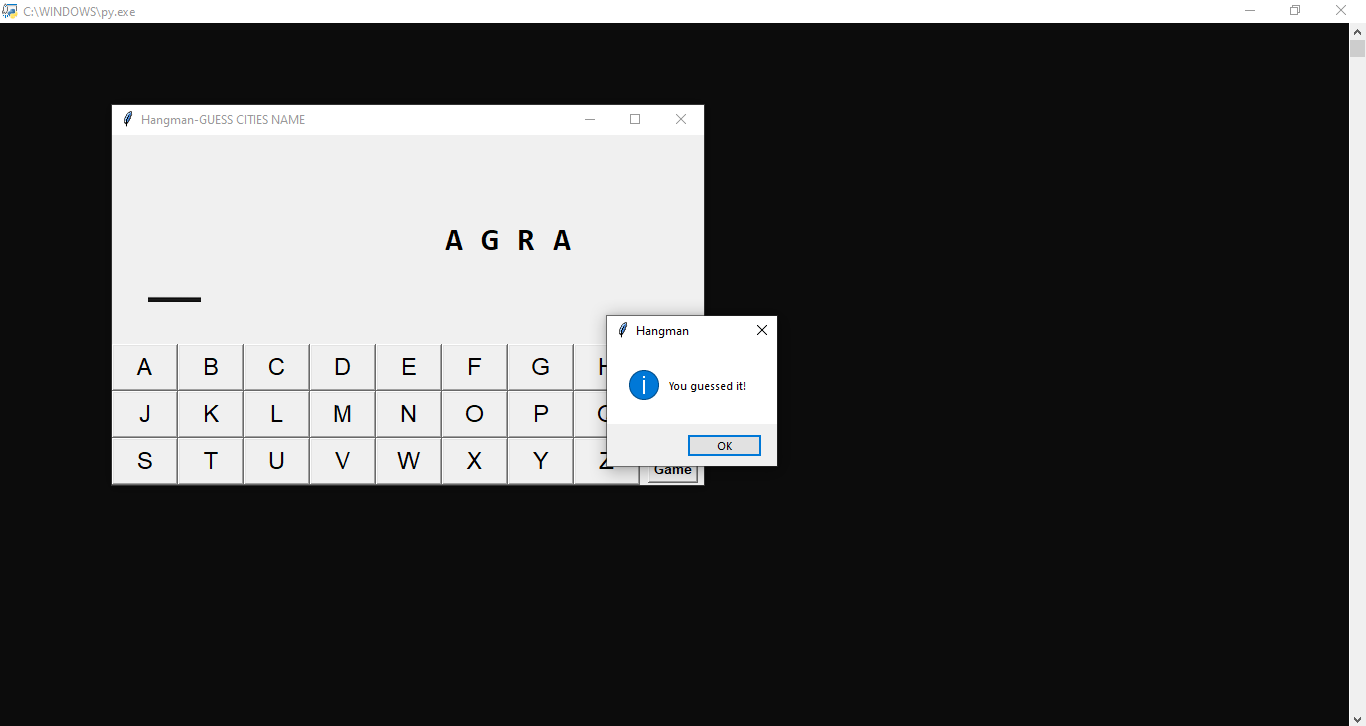 C:\WINDOWS\py.exe
Hangman-GUESS CITIES NAME
A G R A
Hangman
You guessed it!
OK
A B C D E F G H
J K L M N O P
S T U V W X Y Z
Game